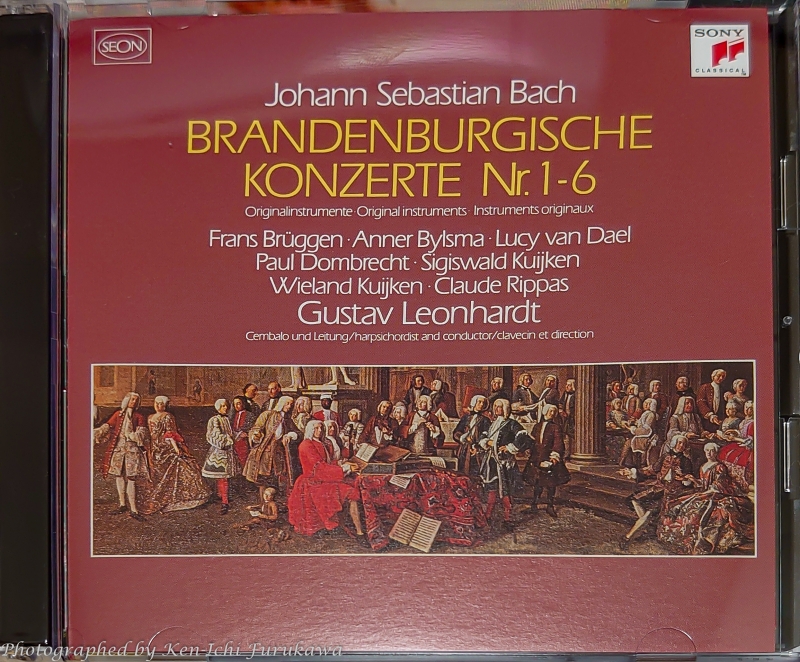 SEON
SONY
CLASSICAL
Johann Sebastian Bach
BRANDENBURGISCHE
KONZERTE Nr. 1-6
Originalinstrumente · Original instruments · Instruments originaux
Frans Brüggen · Anner Bylsma · Lucy van Dael
Paul Dombrecht · Sigiswald Kuijken
Wieland Kuijken · Claude Rippas
Gustav Leonhardt
Cembalo und Leitung/harpsichordist and conductor/clavecin et direction
Photographed by Ken-Ichi Furukawa